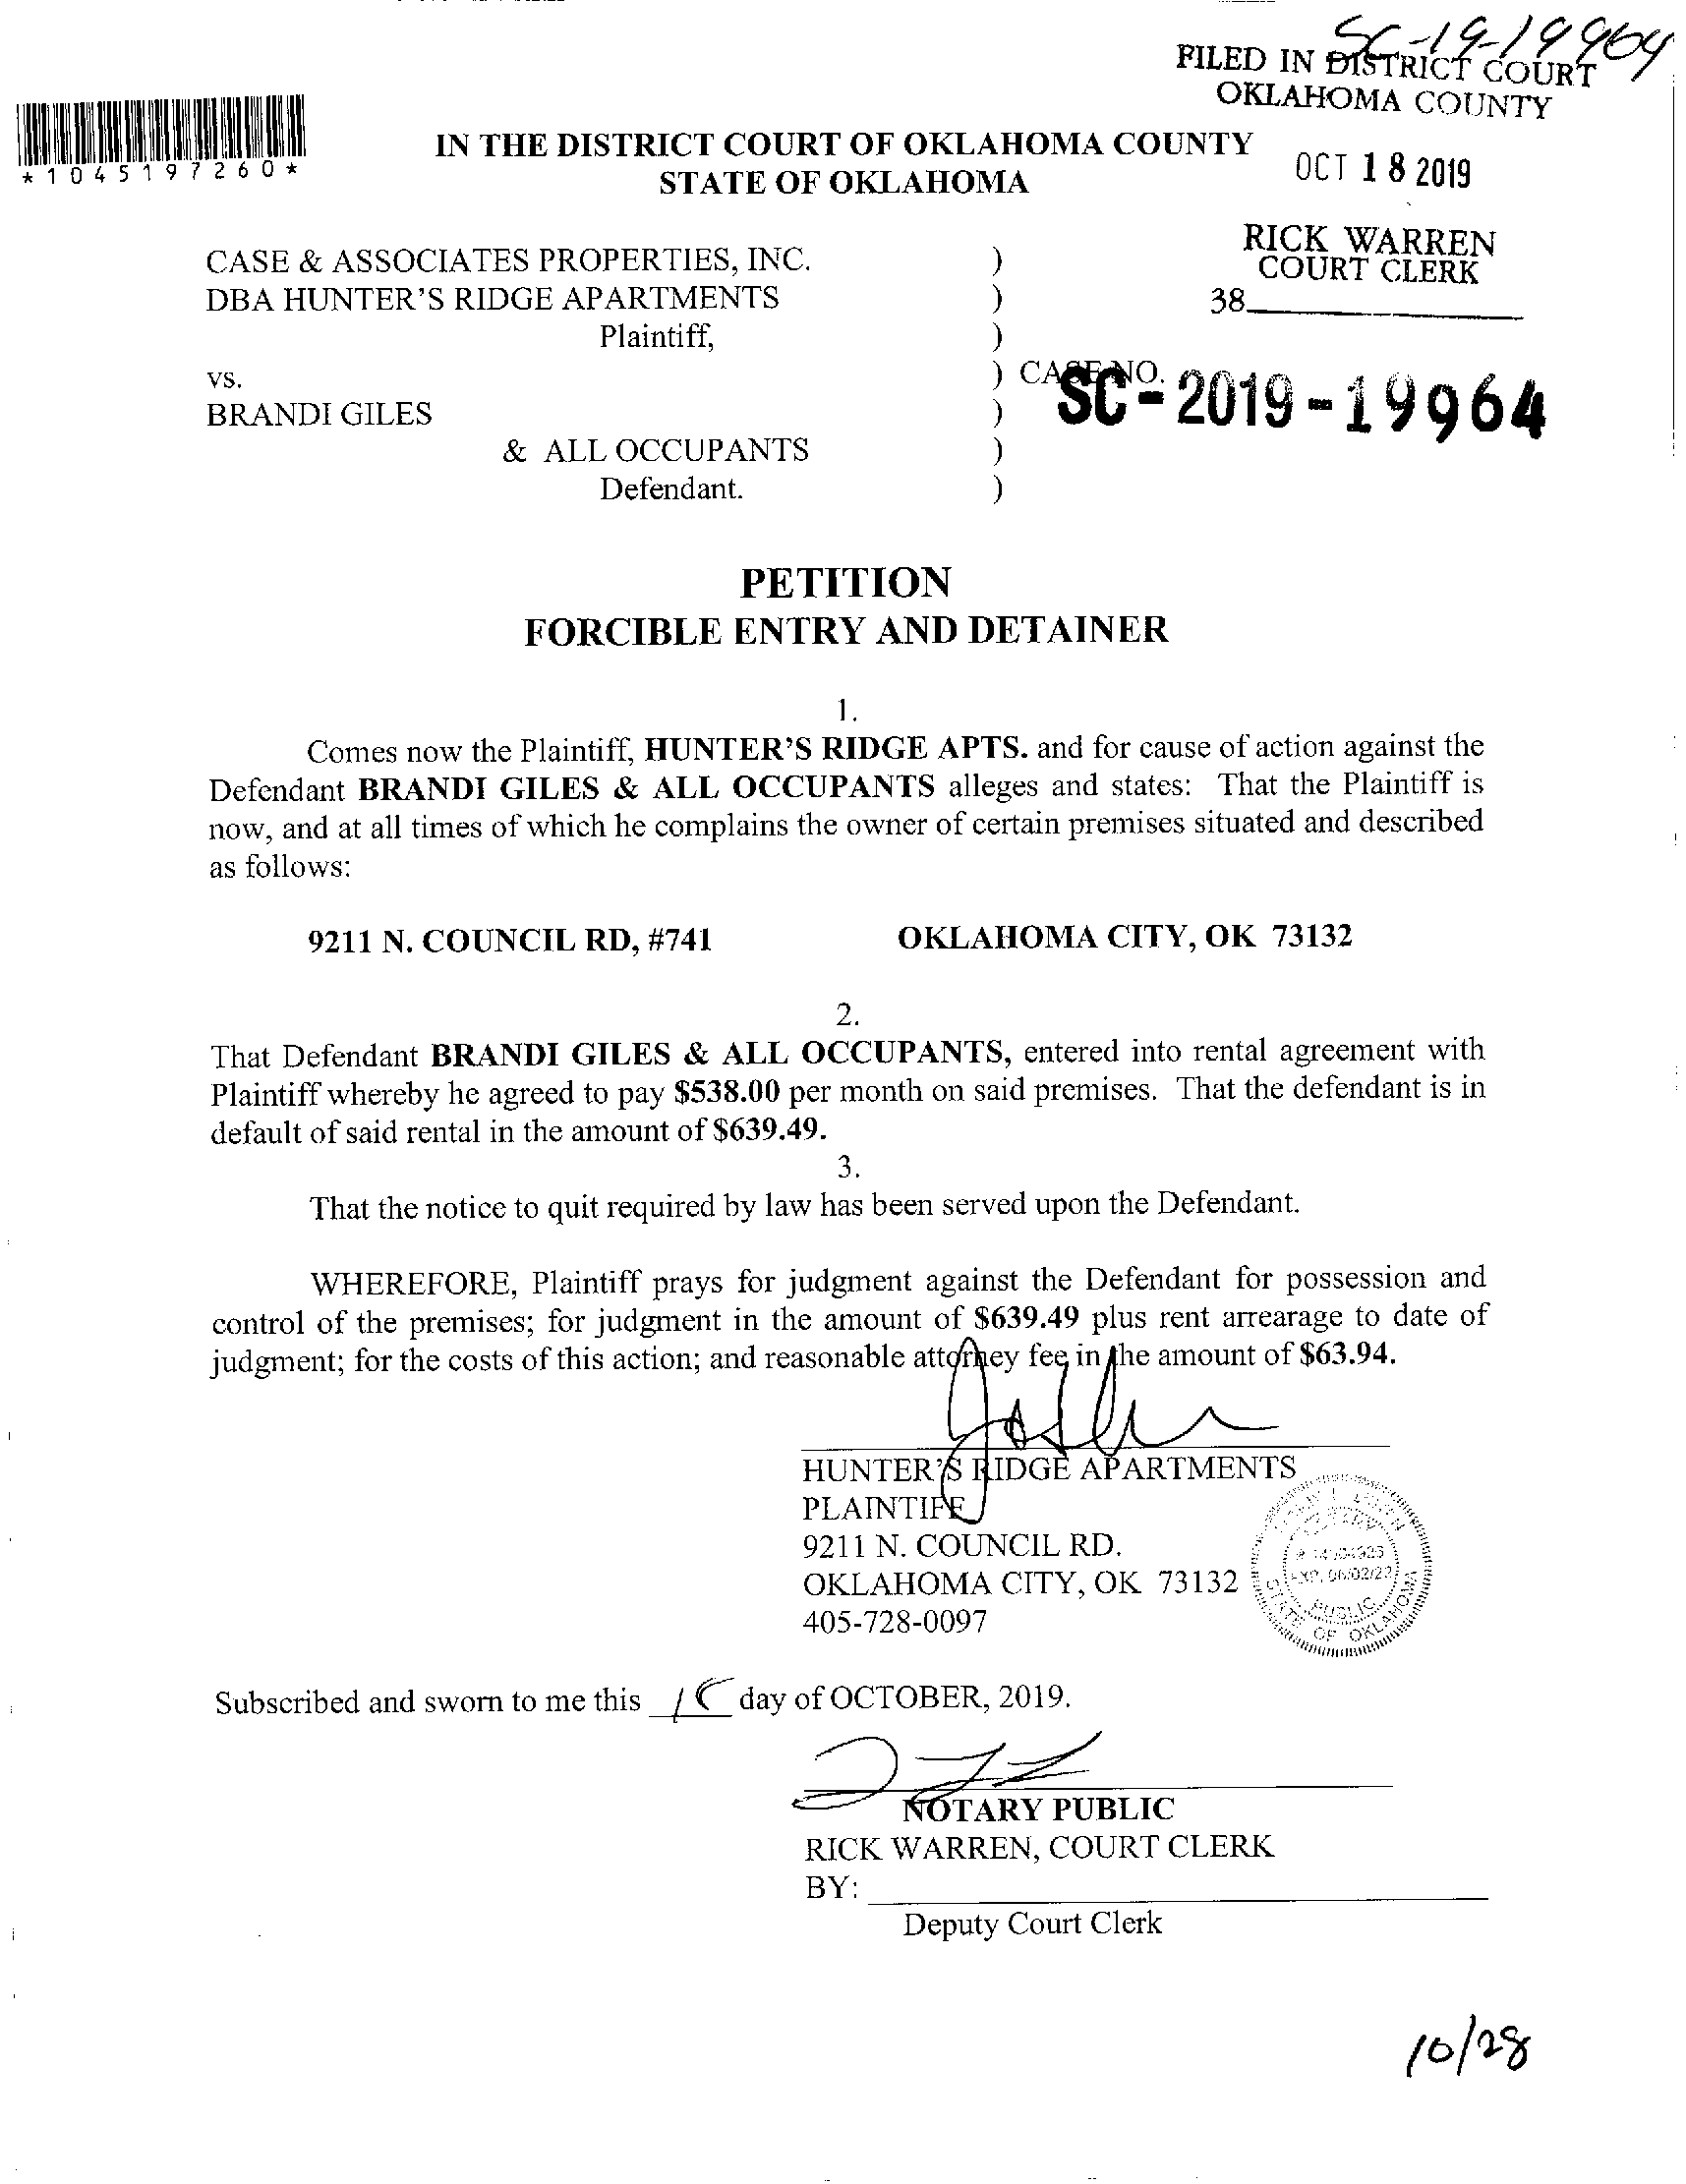 SC-19-19964
FILED IN DISTRICT COURT
OKLAHOMA COUNTY
*1045197260*
IN THE DISTRICT COURT OF OKLAHOMA COUNTY
STATE OF OKLAHOMA
OCT 18 2019
RICK WARREN
COURT CLERK
38
CASE & ASSOCIATES PROPERTIES, INC. )
DBA HUNTER'S RIDGE APARTMENTS )
Plaintiff, )
vs. ) CASE NO. SC-2019-19964
BRANDI GILES )
& ALL OCCUPANTS )
Defendant. )
PETITION
FORCIBLE ENTRY AND DETAINER
1.
Comes now the Plaintiff, HUNTER'S RIDGE APTS. and for cause of action against the
Defendant BRANDI GILES & ALL OCCUPANTS alleges and states: That the Plaintiff is
now, and at all times of which he complains the owner of certain premises situated and described
as follows:
9211 N. COUNCIL RD, #741 OKLAHOMA CITY, OK 73132
2.
That Defendant BRANDI GILES & ALL OCCUPANTS, entered into rental agreement with
Plaintiff whereby he agreed to pay $538.00 per month on said premises. That the defendant is in
default of said rental in the amount of $639.49.
3.
That the notice to quit required by law has been served upon the Defendant.
WHEREFORE, Plaintiff prays for judgment against the Defendant for possession and
control of the premises; for judgment in the amount of $639.49 plus rent arrearage to date of
judgment; for the costs of this action; and reasonable attorney fee in the amount of $63.94.
HUNTER'S RIDGE APARTMENTS
PLAINTIFF
9211 N. COUNCIL RD.
OKLAHOMA CITY, OK 73132
405-728-0097
EXP. 06/02/22
PUBLIC
STATE OF OKLAHOMA
Subscribed and sworn to me this day of OCTOBER, 2019.
NOTARY PUBLIC
RICK WARREN, COURT CLERK
BY:
Deputy Court Clerk
10/28